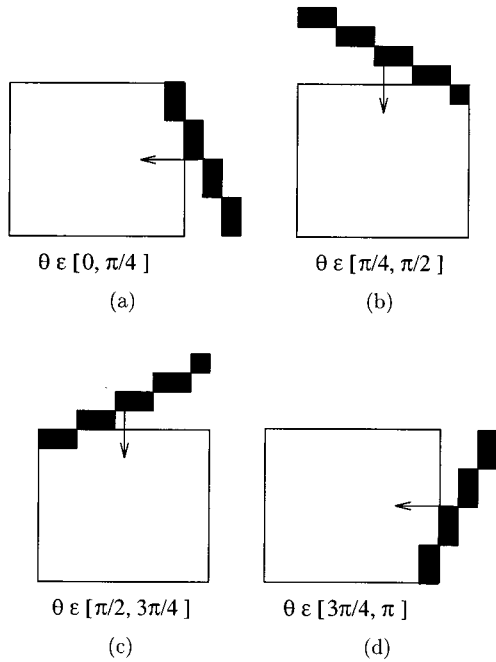 θ ε [ 0, π/4 ]
(a)
θ ε [ π/4, π/2 ]
(b)
θ ε [ π/2, 3π/4 ]
(c)
θ ε [ 3π/4, π ]
(d)